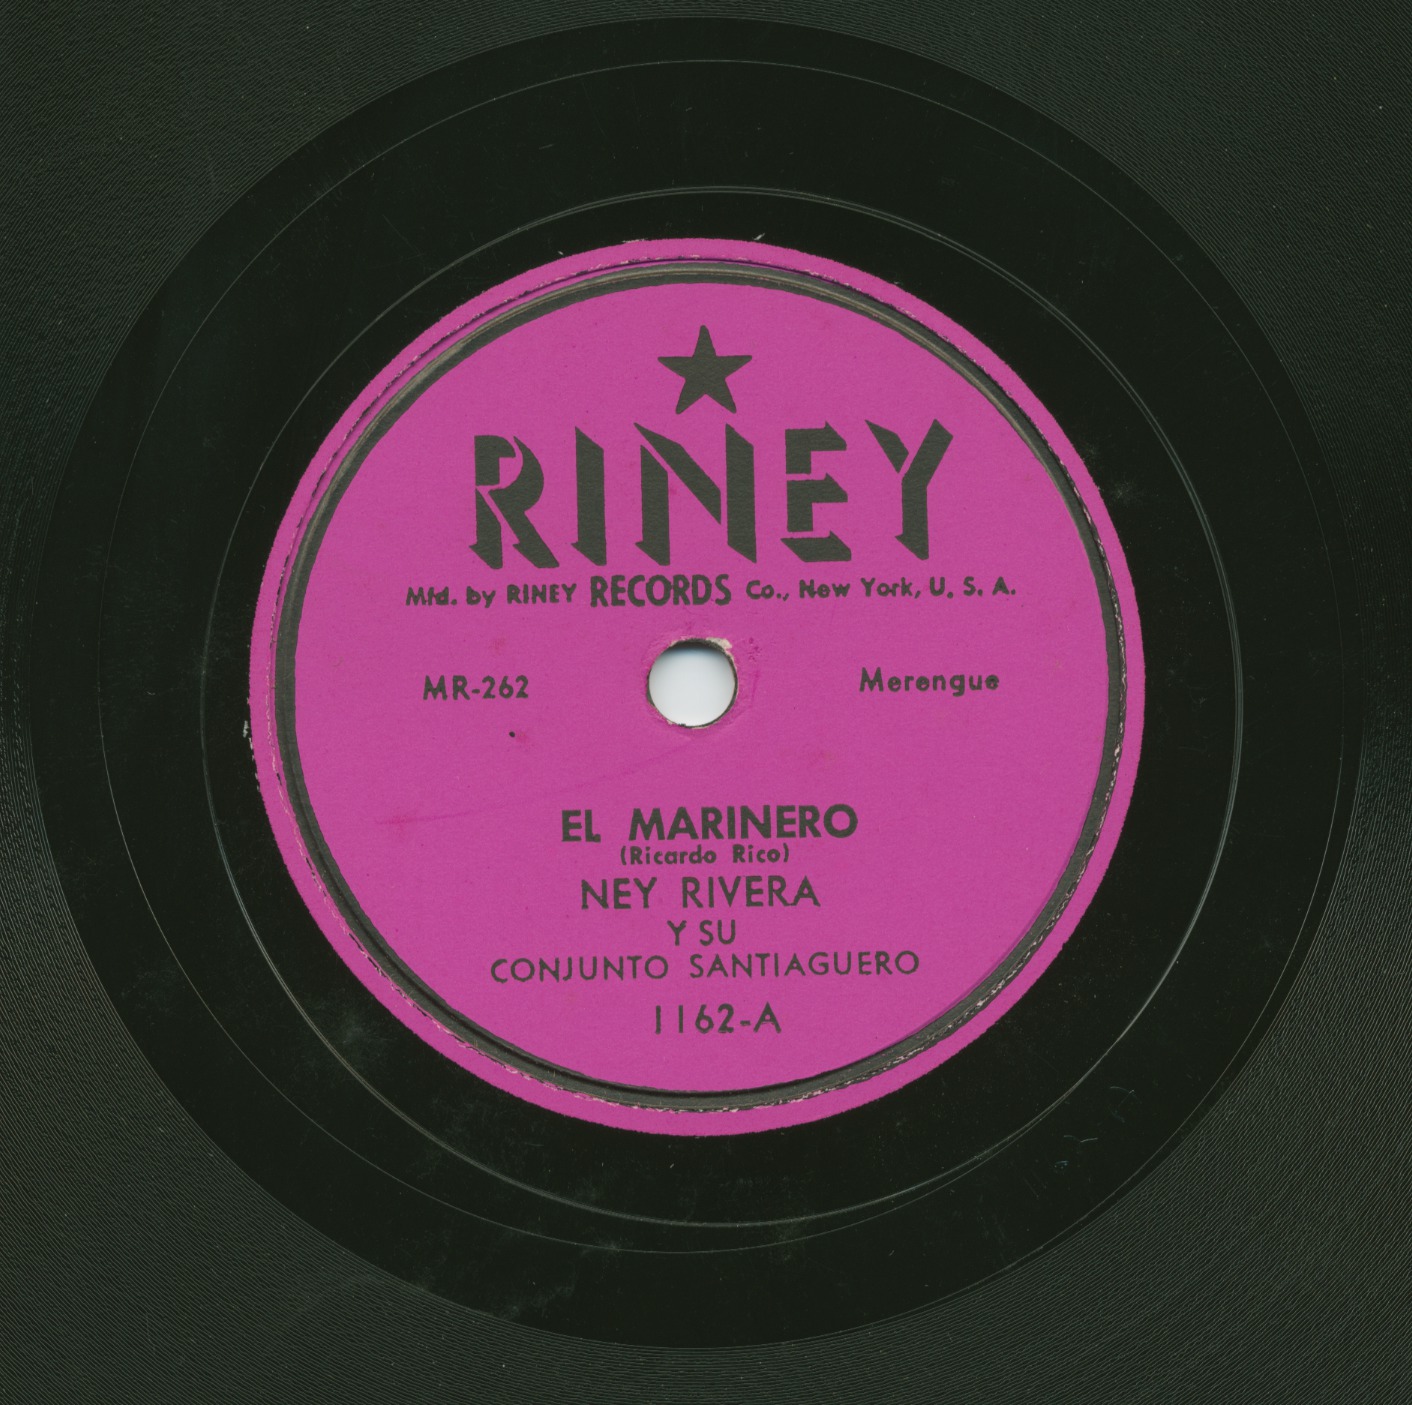 RINEY
Mfd. by RINEY RECORDS Co., New York, U. S. A.
MR-262 Merengue
EL MARINERO
(Ricardo Rico)
NEY RIVERA
Y SU
CONJUNTO SANTIAGUERO
1162-A